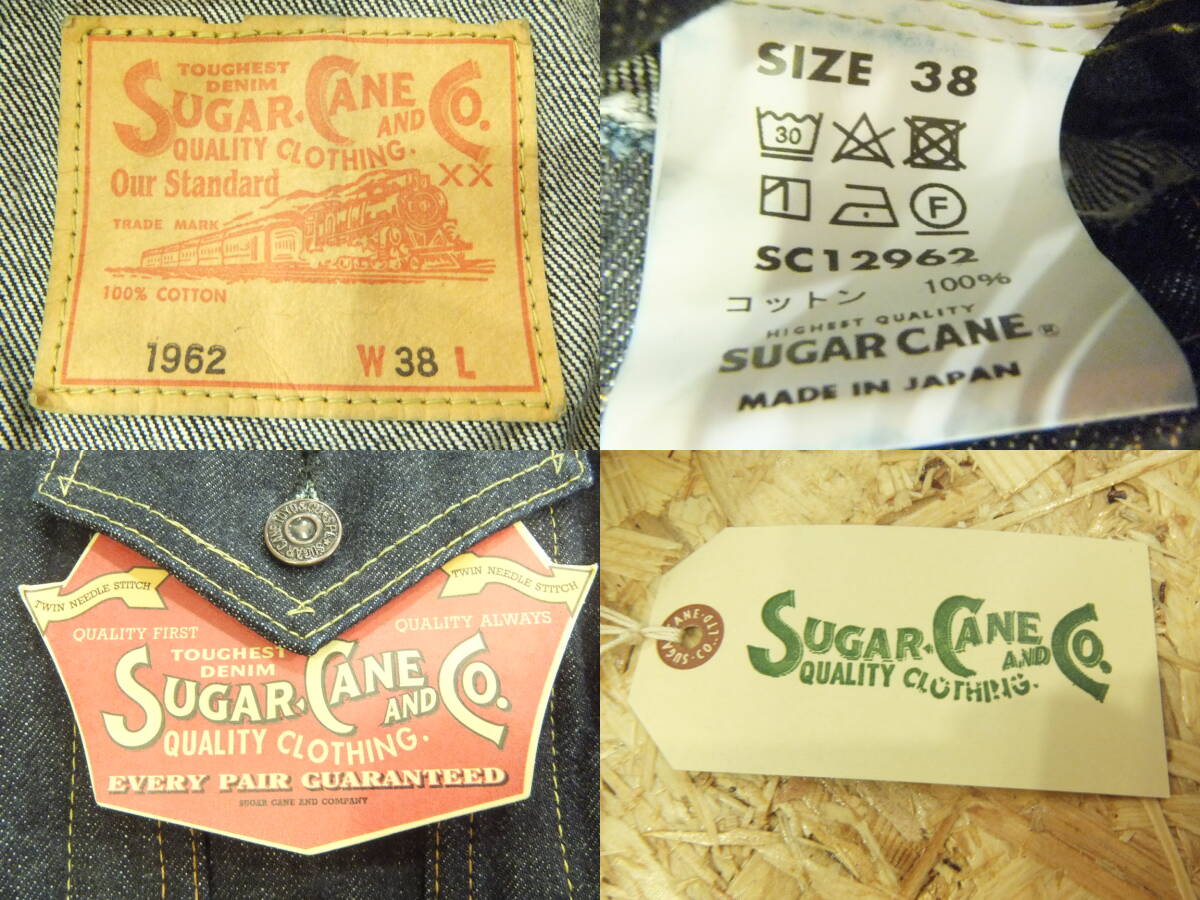 TOUGHEST
DENIM
SUGAR CANE AND CO.
QUALITY CLOTHING.
Our Standard
XX
TRADE MARK
100% COTTON
1962 W 38 L
SIZE 38
30
F
SC12962
コットン 100%
HIGHEST QUALITY
SUGAR CANE®
MADE IN JAPAN
TWIN NEEDLE STITCH
TWIN NEEDLE STITCH
QUALITY FIRST
QUALITY ALWAYS
TOUGHEST
DENIM
SUGAR CANE AND CO.
QUALITY CLOTHING.
EVERY PAIR GUARANTEED
SUGAR CANE AND COMPANY
SUGAR CANE AND CO.
QUALITY CLOTHING.